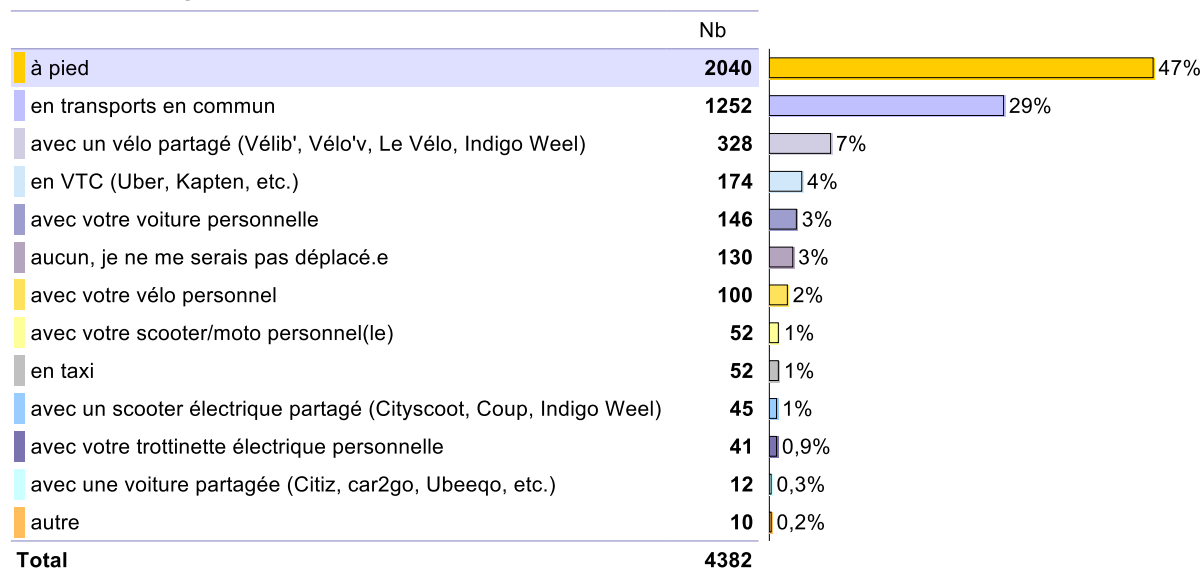 Nb
à pied 2040 47%
en transports en commun 1252 29%
avec un vélo partagé (Vélib', Vélo'v, Le Vélo, Indigo Weel) 328 7%
en VTC (Uber, Kapten, etc.) 174 4%
avec votre voiture personnelle 146 3%
aucun, je ne me serais pas déplacé.e 130 3%
avec votre vélo personnel 100 2%
avec votre scooter/moto personnel(le) 52 1%
en taxi 52 1%
avec un scooter électrique partagé (Cityscoot, Coup, Indigo Weel) 45 1%
avec votre trottinette électrique personnelle 41 0,9%
avec une voiture partagée (Citiz, car2go, Ubeeqo, etc.) 12 0,3%
autre 10 0,2%
Total 4382